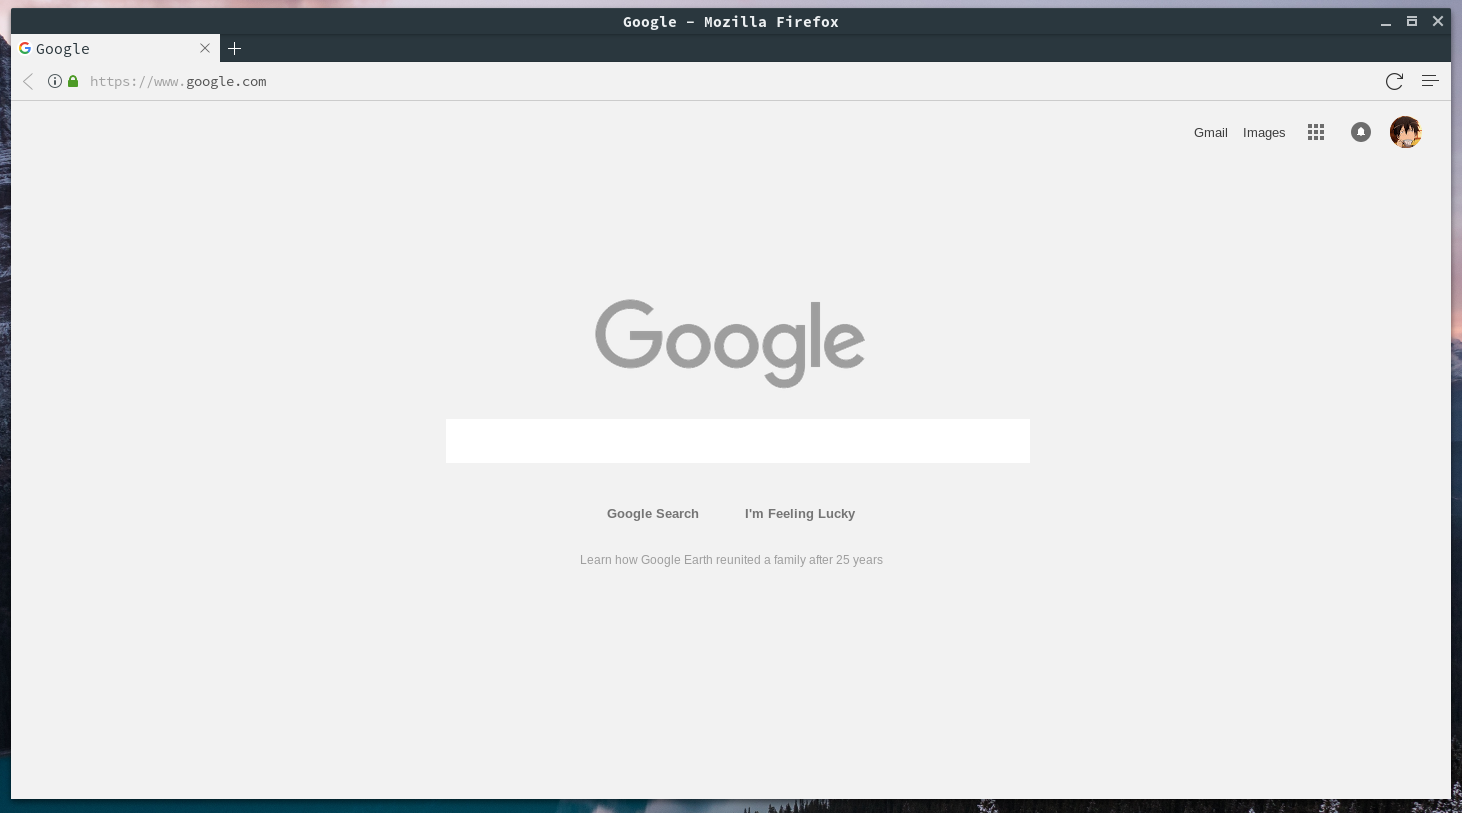 Google - Mozilla Firefox
Google
https://www.google.com
Gmail Images
Google
Google Search I'm Feeling Lucky
Learn how Google Earth reunited a family after 25 years